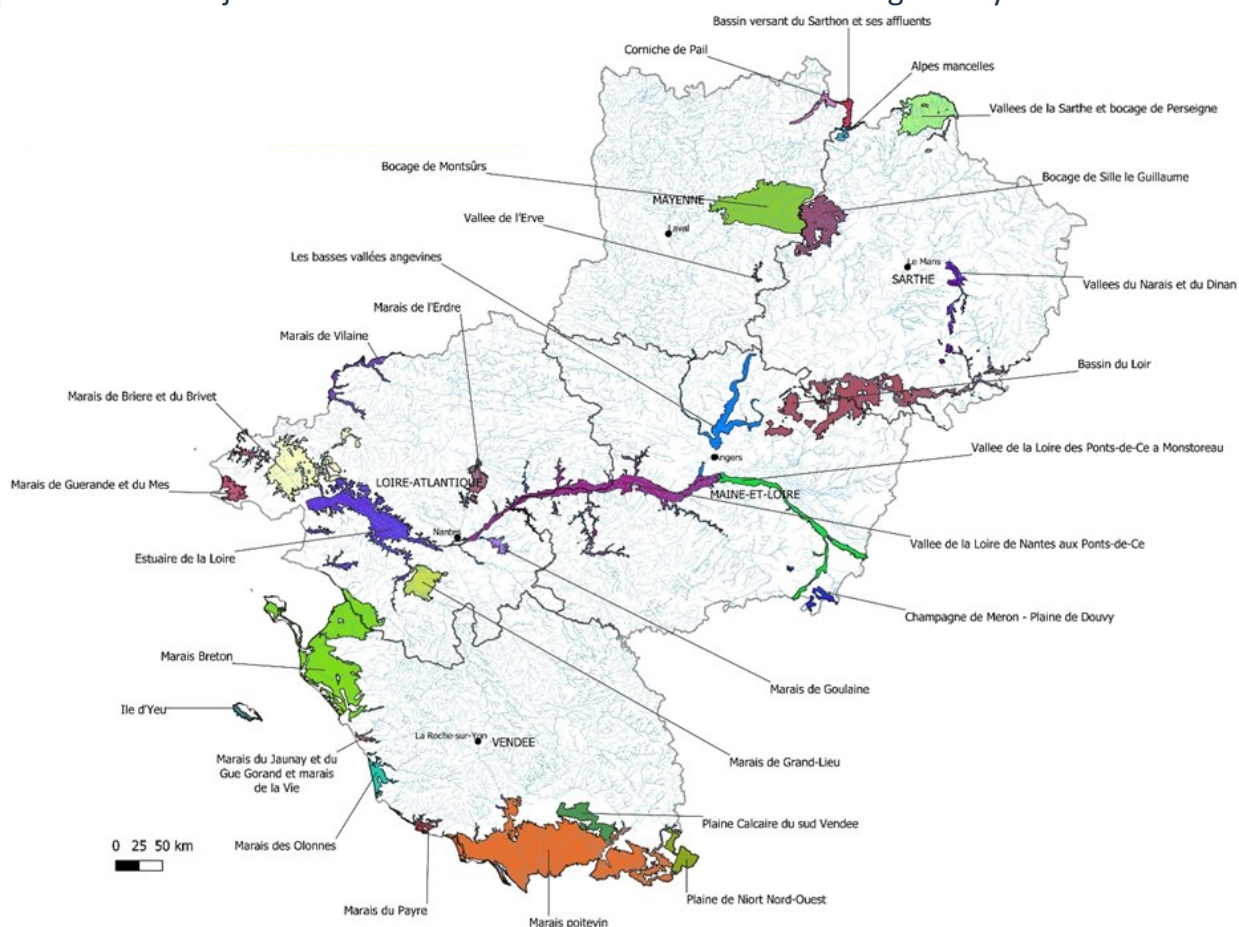 Bassin versant du Sarthon et ses affluents
Corniche de Pail
Alpes mancelles
Vallees de la Sarthe et bocage de Perseigne
Bocage de Montsûrs
Bocage de Sille le Guillaume
MAYENNE
Vallee de l'Erve
Laval
Les basses vallées angevines
Le Mans
SARTHE
Vallees du Narais et du Dinan
Marais de l'Erdre
Marais de Vilaine
Bassin du Loir
Marais de Briere et du Brivet
Vallee de la Loire des Ponts-de-Ce a Monstoreau
Angers
Marais de Guerande et du Mes
LOIRE-ATLANTIQUE
MAINE-ET-LOIRE
Nantes
Vallee de la Loire de Nantes aux Ponts-de-Ce
Estuaire de la Loire
Champagne de Meron - Plaine de Douvy
Marais Breton
Marais de Goulaine
Ile d'Yeu
La Roche-sur-Yon
VENDEE
Marais du Jaunay et du
Gue Gorand et marais
de la Vie
Marais de Grand-Lieu
Plaine Calcaire du sud Vendee
0 25 50 km
Marais des Olonnes
Plaine de Niort Nord-Ouest
Marais du Payre
Marais poitevin